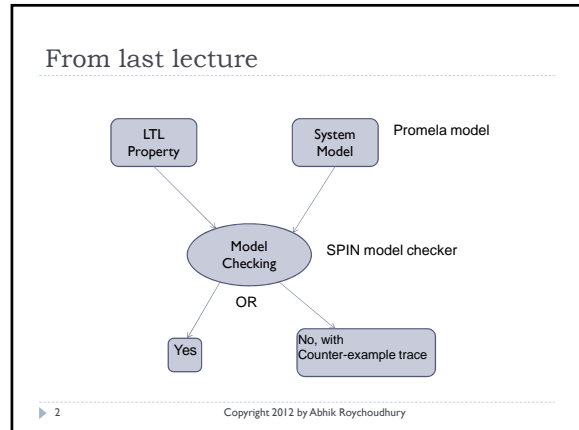 From last lecture
LTL
Property
System
Model
Promela model
Model
Checking
SPIN model checker
OR
Yes
No, with
Counter-example trace
2
Copyright 2012 by Abhik Roychoudhury